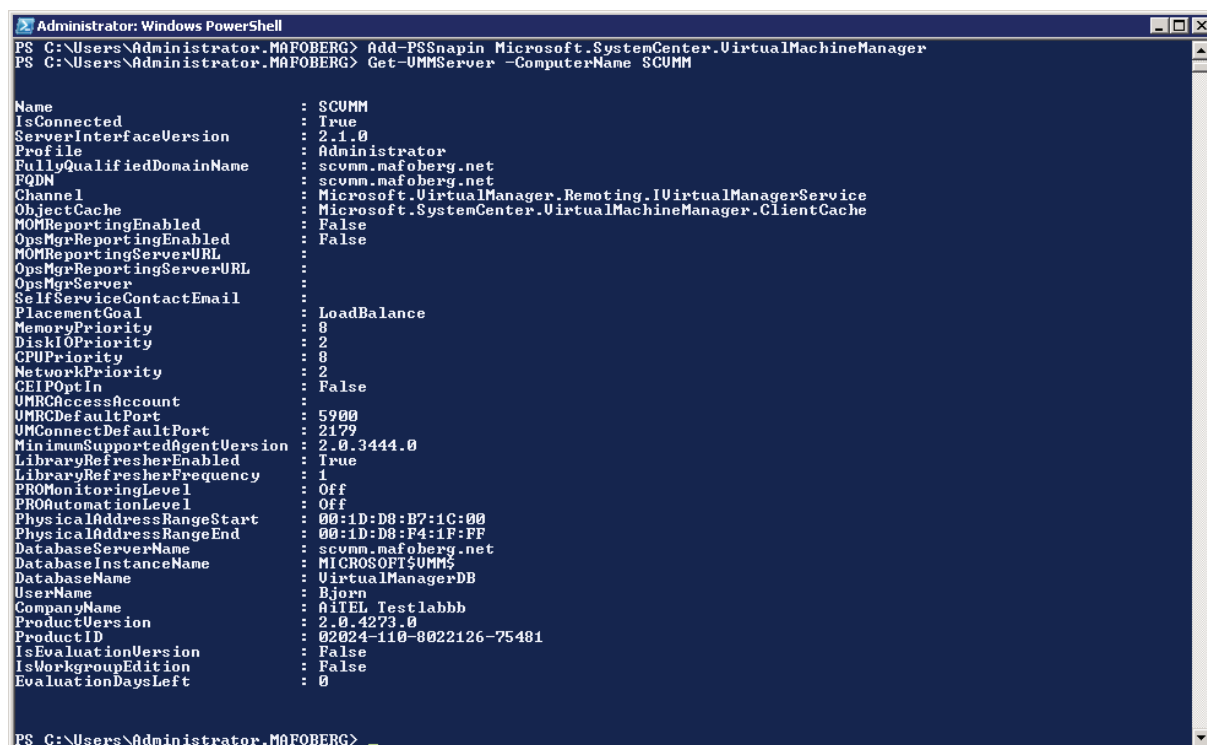 Administrator: Windows PowerShell
PS C:\Users\Administrator.MAFOBERG> Add-PSSnapin Microsoft.SystemCenter.VirtualMachineManager
PS C:\Users\Administrator.MAFOBERG> Get-VMMServer -ComputerName SCVMM
Name : SCVMM
IsConnected : True
ServerInterfaceVersion : 2.1.0
Profile : Administrator
FullyQualifiedDomainName : scvmm.mafoberg.net
FQDN : scvmm.mafoberg.net
Channel : Microsoft.VirtualManager.Remoting.IVirtualManagerService
ObjectCache : Microsoft.SystemCenter.VirtualMachineManager.ClientCache
MOMReportingEnabled : False
OpsMgrReportingEnabled : False
MOMReportingServerURL :
OpsMgrReportingServerURL :
OpsMgrServer :
SelfServiceContactEmail :
PlacementGoal : LoadBalance
MemoryPriority : 8
DiskIOPriority : 2
CPUPriority : 8
NetworkPriority : 2
CEIPOptIn : False
VMRCAccessAccount :
VMRCDefaultPort : 5900
VMConnectDefaultPort : 2179
MinimumSupportedAgentVersion : 2.0.3444.0
LibraryRefresherEnabled : True
LibraryRefresherFrequency : 1
PROMonitoringLevel : Off
PROAutomationLevel : Off
PhysicalAddressRangeStart : 00:1D:D8:B7:1C:00
PhysicalAddressRangeEnd : 00:1D:D8:F4:1F:FF
DatabaseServerName : scvmm.mafoberg.net
DatabaseInstanceName : MICROSOFT$VMM$
DatabaseName : VirtualManagerDB
UserName : Bjorn
CompanyName : AiTEL Testlabbb
ProductVersion : 2.0.4273.0
ProductID : 02024-110-8022126-75481
IsEvaluationVersion : False
IsWorkgroupEdition : False
EvaluationDaysLeft : 0
PS C:\Users\Administrator.MAFOBERG> _